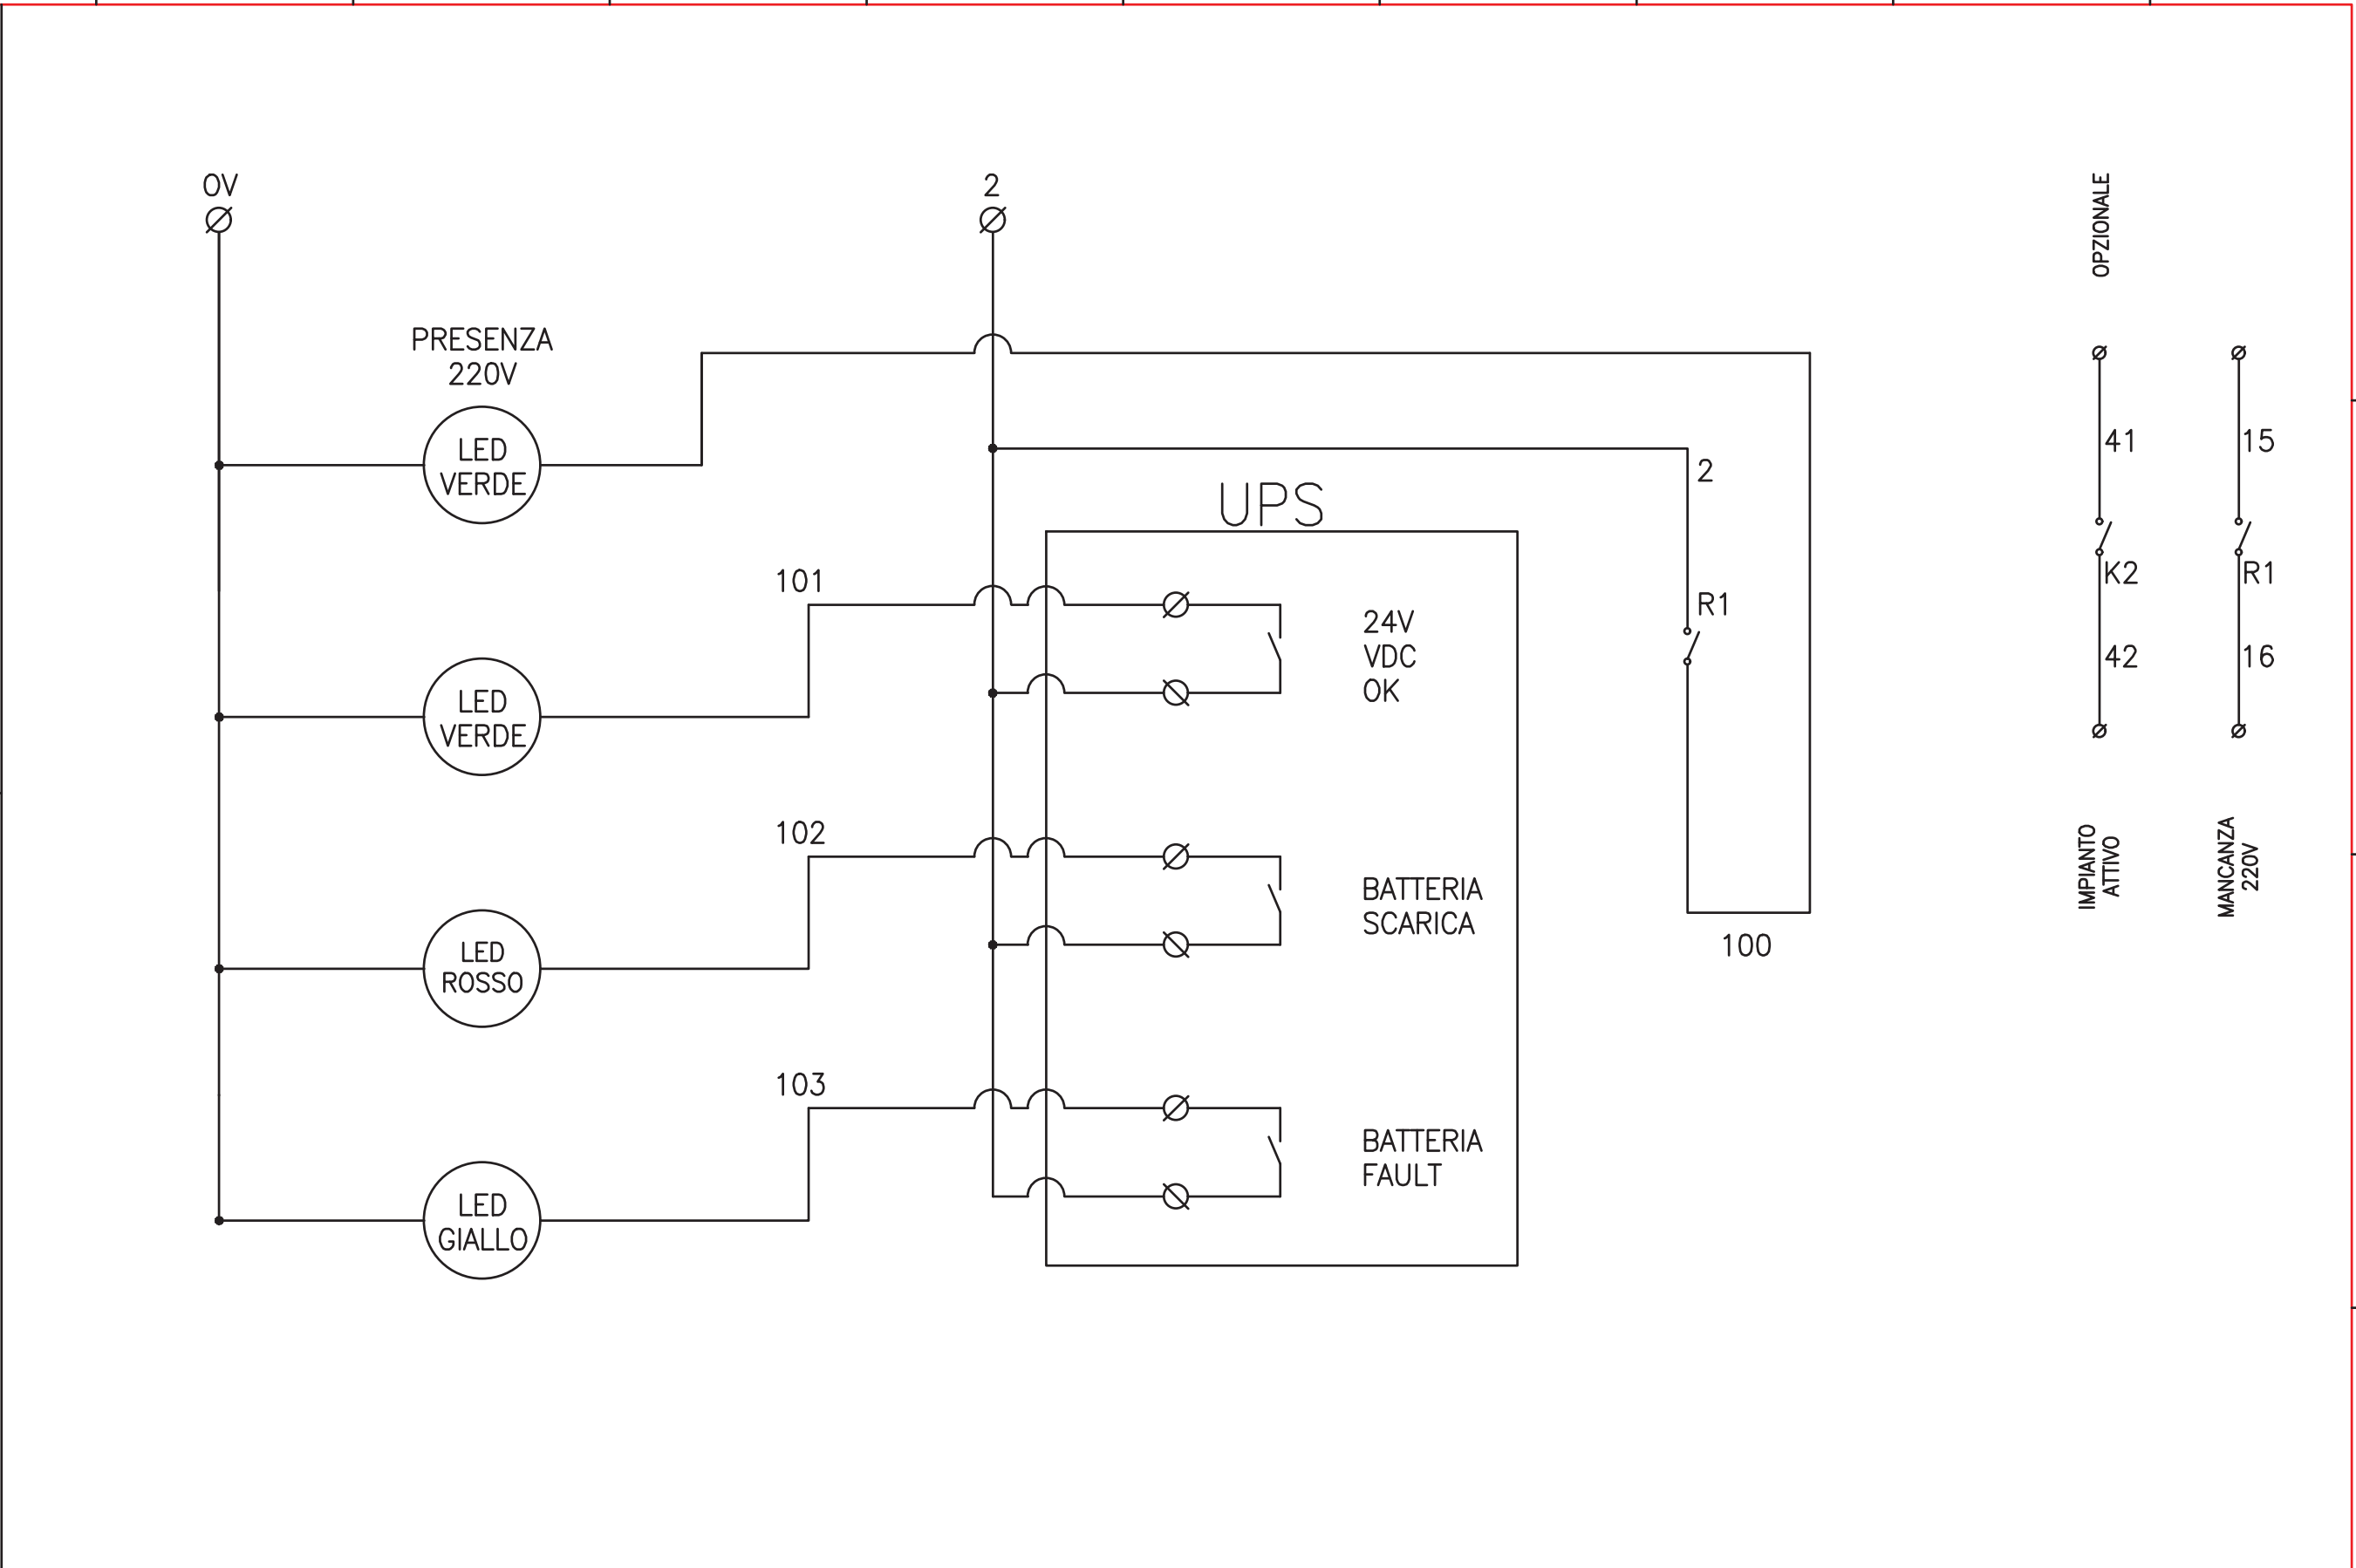 0V
2
OPZIONALE
PRESENZA
220V
LED
VERDE
2
41
15
UPS
101
24V
VDC
OK
R1
K2
R1
LED
VERDE
42
16
102
BATTERIA
SCARICA
IMPIANTO
ATTIVO
MANCANZA
220V
LED
ROSSO
100
103
BATTERIA
FAULT
LED
GIALLO